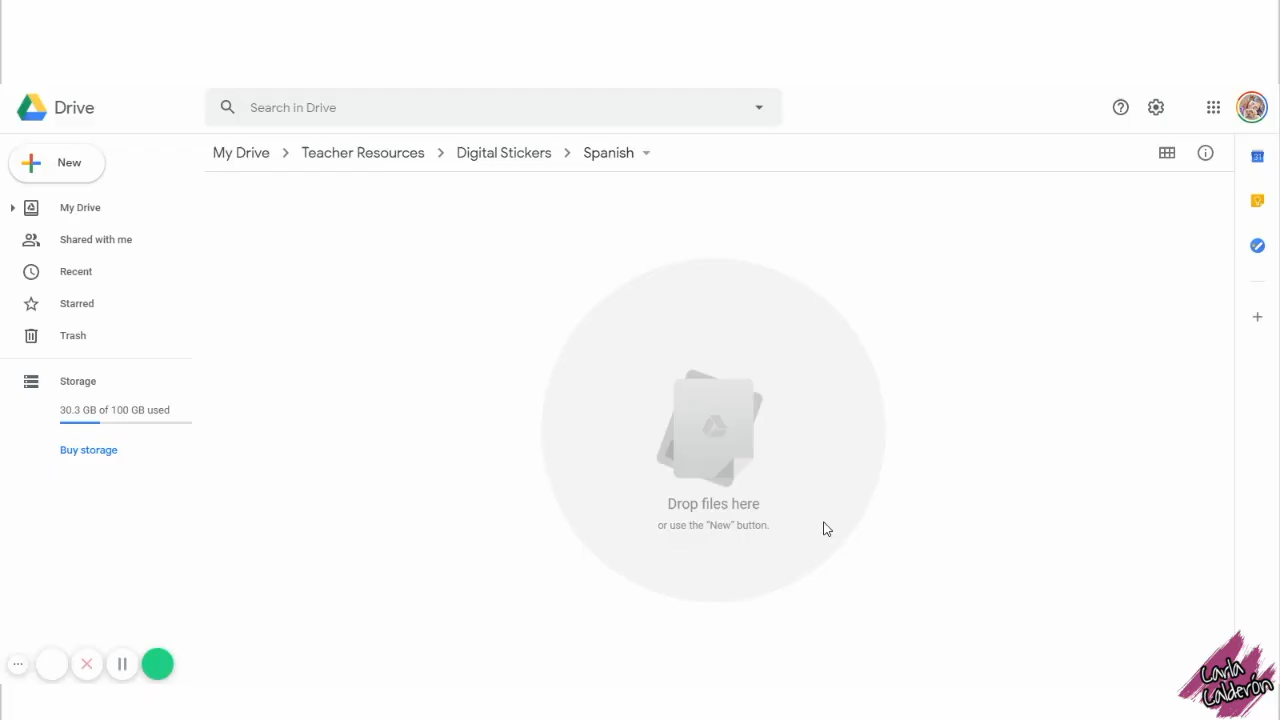 Drive
Search in Drive
My Drive Teacher Resources Digital Stickers Spanish
New
My Drive
Shared with me
Recent
Starred
Trash
Storage
30.3 GB of 100 GB used
Buy storage
Drop files here
or use the "New" button.
31
Carla
Calderón